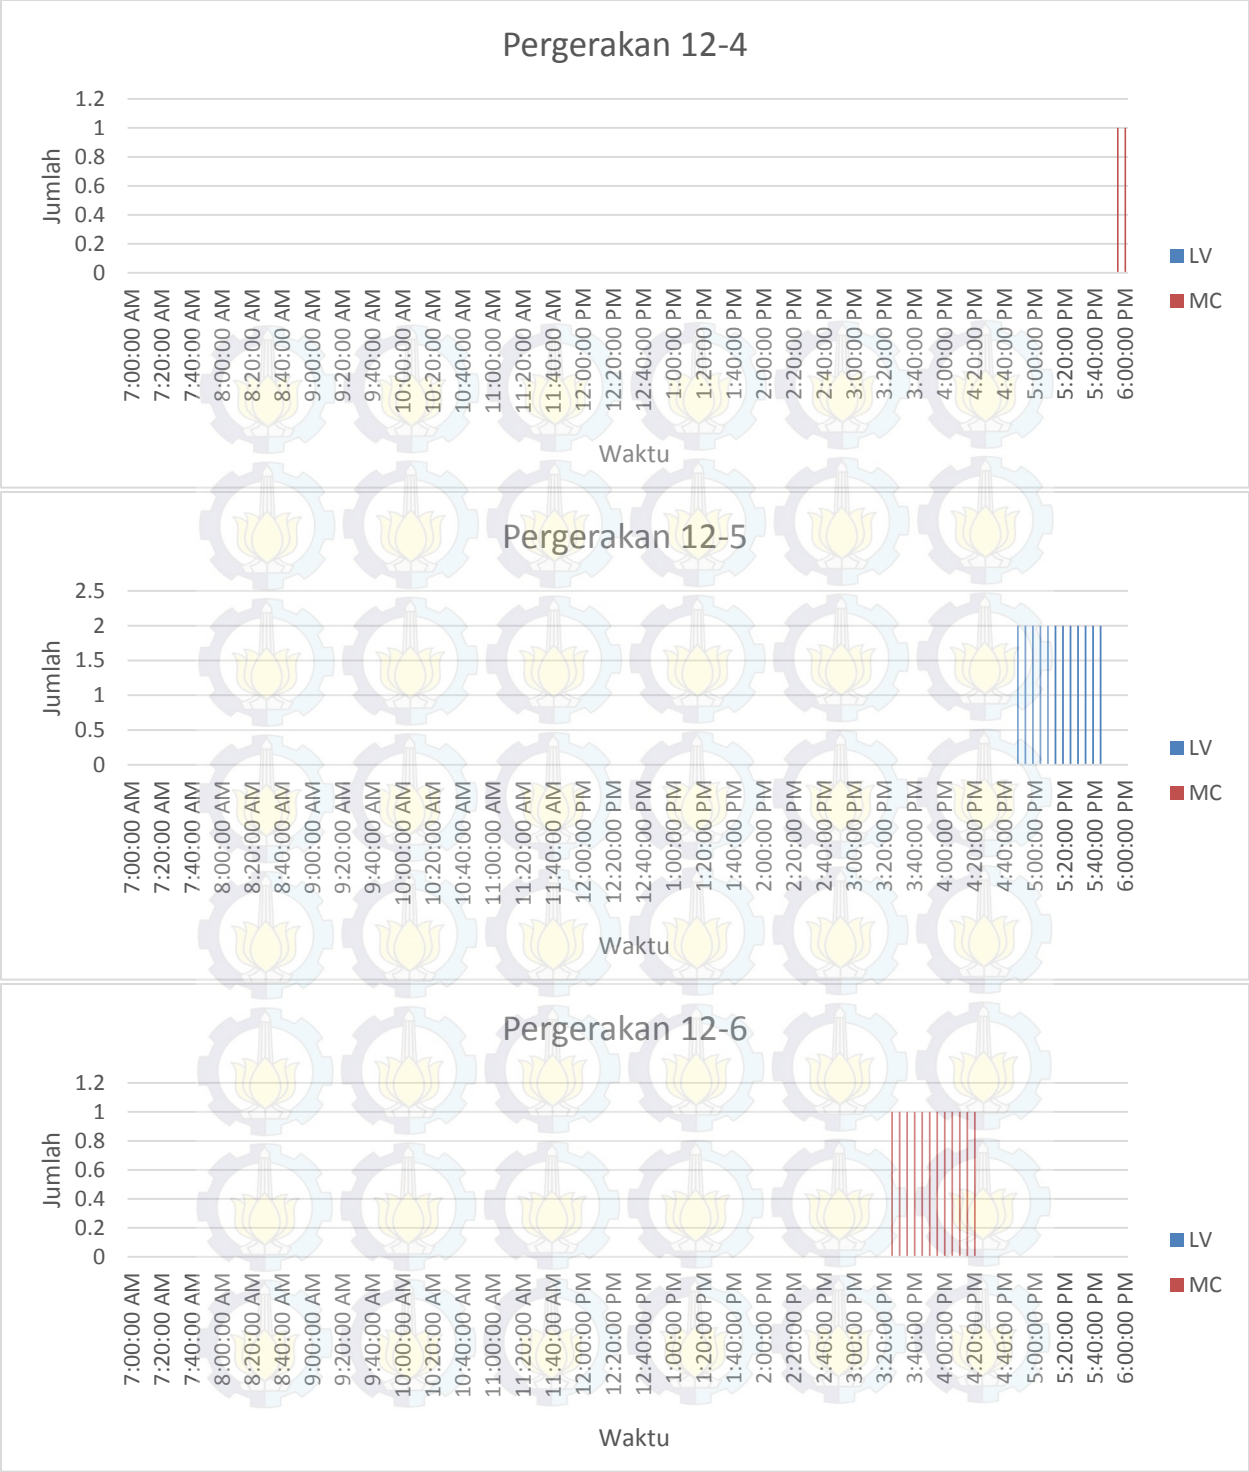 Pergerakan 12-4
1.2
1
0.8
0.6
0.4
0.2
0
Jumlah
7:00:00 AM
7:20:00 AM
7:40:00 AM
8:00:00 AM
8:20:00 AM
8:40:00 AM
9:00:00 AM
9:20:00 AM
9:40:00 AM
10:00:00 AM
10:20:00 AM
10:40:00 AM
11:00:00 AM
11:20:00 AM
11:40:00 AM
12:00:00 PM
12:20:00 PM
12:40:00 PM
1:00:00 PM
1:20:00 PM
1:40:00 PM
2:00:00 PM
2:20:00 PM
2:40:00 PM
3:00:00 PM
3:20:00 PM
3:40:00 PM
4:00:00 PM
4:20:00 PM
4:40:00 PM
5:00:00 PM
5:20:00 PM
5:40:00 PM
6:00:00 PM
Waktu
LV
MC
Pergerakan 12-5
2.5
2
1.5
1
0.5
0
Jumlah
7:00:00 AM
7:20:00 AM
7:40:00 AM
8:00:00 AM
8:20:00 AM
8:40:00 AM
9:00:00 AM
9:20:00 AM
9:40:00 AM
10:00:00 AM
10:20:00 AM
10:40:00 AM
11:00:00 AM
11:20:00 AM
11:40:00 AM
12:00:00 PM
12:20:00 PM
12:40:00 PM
1:00:00 PM
1:20:00 PM
1:40:00 PM
2:00:00 PM
2:20:00 PM
2:40:00 PM
3:00:00 PM
3:20:00 PM
3:40:00 PM
4:00:00 PM
4:20:00 PM
4:40:00 PM
5:00:00 PM
5:20:00 PM
5:40:00 PM
6:00:00 PM
Waktu
LV
MC
Pergerakan 12-6
1.2
1
0.8
0.6
0.4
0.2
0
Jumlah
7:00:00 AM
7:20:00 AM
7:40:00 AM
8:00:00 AM
8:20:00 AM
8:40:00 AM
9:00:00 AM
9:20:00 AM
9:40:00 AM
10:00:00 AM
10:20:00 AM
10:40:00 AM
11:00:00 AM
11:20:00 AM
11:40:00 AM
12:00:00 PM
12:20:00 PM
12:40:00 PM
1:00:00 PM
1:20:00 PM
1:40:00 PM
2:00:00 PM
2:20:00 PM
2:40:00 PM
3:00:00 PM
3:20:00 PM
3:40:00 PM
4:00:00 PM
4:20:00 PM
4:40:00 PM
5:00:00 PM
5:20:00 PM
5:40:00 PM
6:00:00 PM
Waktu
LV
MC